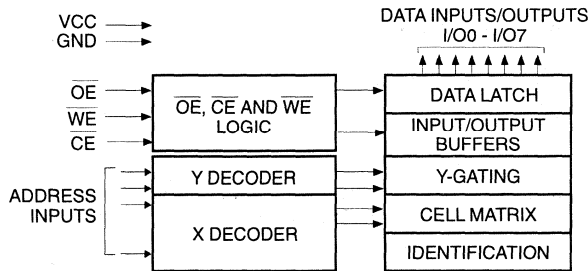 VCC
GND
DATA INPUTS/OUTPUTS
I/O0 - I/O7
OE
WE
CE
OE, CE AND WE
LOGIC
DATA LATCH
INPUT/OUTPUT
BUFFERS
ADDRESS
INPUTS
Y DECODER
Y-GATING
X DECODER
CELL MATRIX
IDENTIFICATION